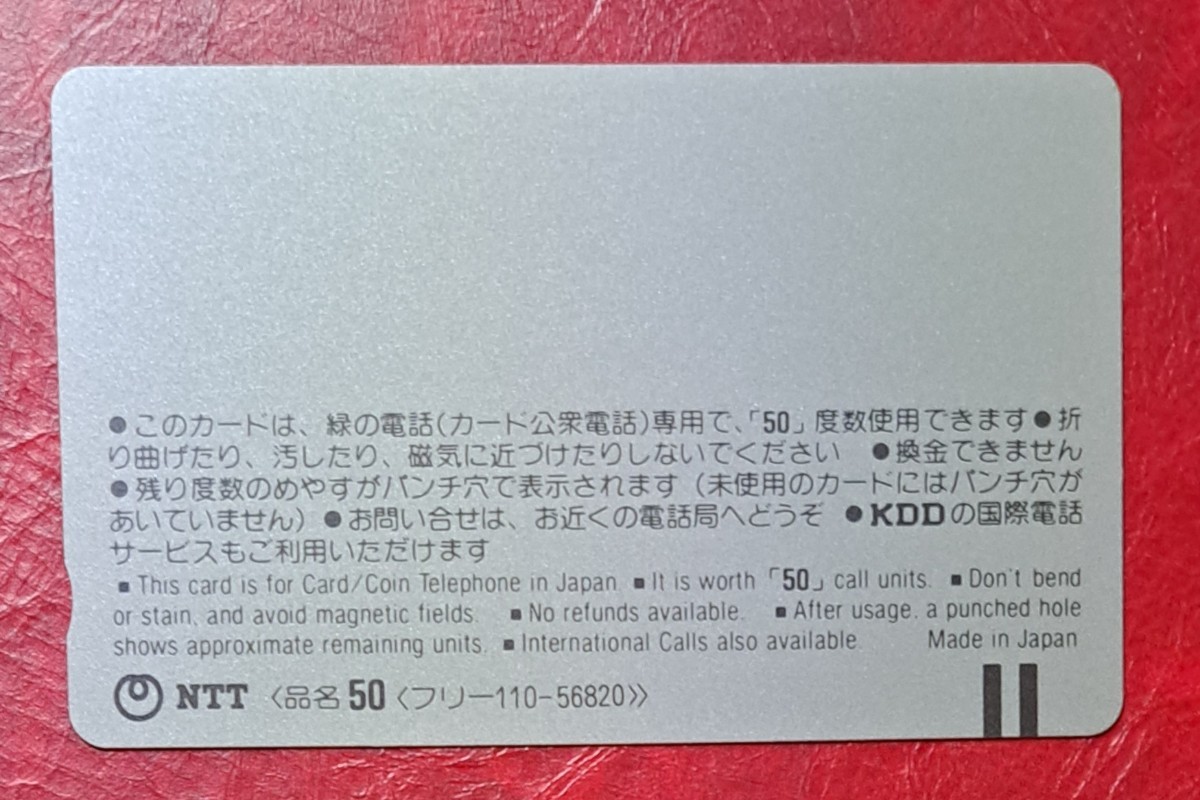 ●このカードは、緑の電話(カード公衆電話)専用で、「50」度数使用できます●折
り曲げたり、汚したり、磁気に近づけたりしないでください ●換金できません
●残り度数のめやすがパンチ穴で表示されます(未使用のカードにはパンチ穴が
あいていません)●お問い合せは、お近くの電話局へどうぞ ●KDDの国際電話
サービスもご利用いただけます
■This card is for Card/Coin Telephone in Japan ■It is worth「50」call units. ■Don't bend
or stain, and avoid magnetic fields. ■No refunds available. ■After usage, a punched hole
shows approximate remaining units. ■International Calls also available Made in Japan
NTT 〈品名50〈フリー110-56820〉〉